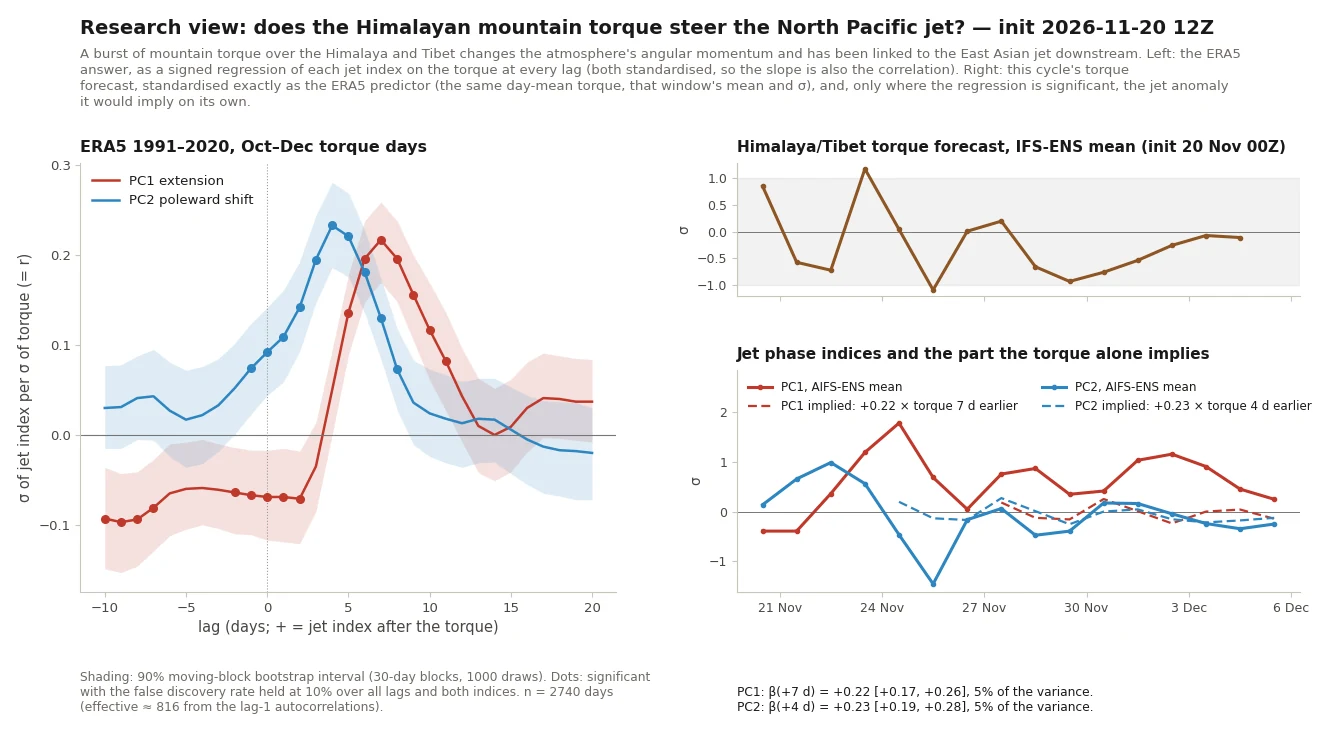 Research view: does the Himalayan mountain torque steer the North Pacific jet? — init 2026-11-20 12Z
A burst of mountain torque over the Himalaya and Tibet changes the atmosphere's angular momentum and has been linked to the East Asian jet downstream. Left: the ERA5
answer, as a signed regression of each jet index on the torque at every lag (both standardised, so the slope is also the correlation). Right: this cycle's torque
forecast, standardised exactly as the ERA5 predictor (the same day-mean torque, that window's mean and σ), and, only where the regression is significant, the jet anomaly
it would imply on its own.
ERA5 1991–2020, Oct–Dec torque days
0.3
0.2
0.1
0.0
−0.1
σ of jet index per σ of torque (= r)
PC1 extension
PC2 poleward shift
−10
−5
0
5
10
15
20
lag (days; + = jet index after the torque)
Shading: 90% moving-block bootstrap interval (30-day blocks, 1000 draws). Dots: significant
with the false discovery rate held at 10% over all lags and both indices. n = 2740 days
(effective ≈ 816 from the lag-1 autocorrelations).
Himalaya/Tibet torque forecast, IFS-ENS mean (init 20 Nov 00Z)
1.0
0.5
0.0
−0.5
−1.0
σ
Jet phase indices and the part the torque alone implies
PC1, AIFS-ENS mean
PC1 implied: +0.22 × torque 7 d earlier
PC2, AIFS-ENS mean
PC2 implied: +0.23 × torque 4 d earlier
2
1
0
−1
σ
21 Nov
24 Nov
27 Nov
30 Nov
3 Dec
6 Dec
PC1: β(+7 d) = +0.22 [+0.17, +0.26], 5% of the variance.
PC2: β(+4 d) = +0.23 [+0.19, +0.28], 5% of the variance.